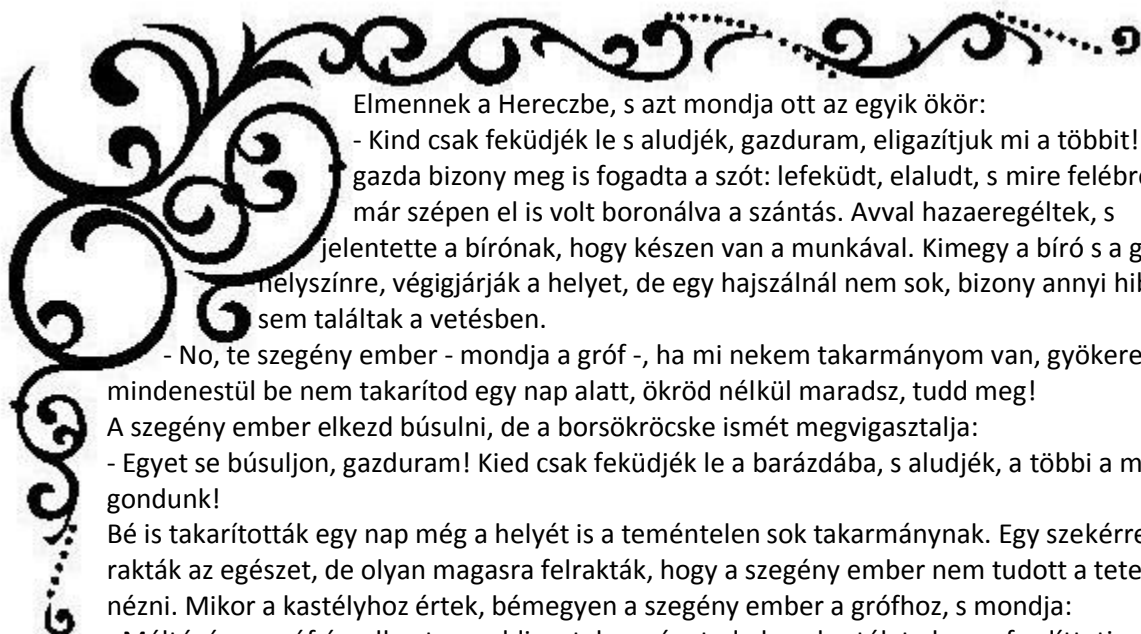 Elmennek a Hereczbe, s azt mondja ott az egyik ökör:
- Kind csak feküdjék le s aludjék, gazduram, eligazítjuk mi a többit!
gazda bizony meg is fogadta a szót: lefeküdt, elaludt, s mire
már szépen el is volt boronálva a szántás. Avval hazaeregéltek, s
jelentette a bírónak, hogy készen van a munkával. Kimegy a bíró s a
helyszínre, végigjárják a helyet, de egy hajszálnál nem sok, bizony annyi
sem találtak a vetésben.
- No, te szegény ember - mondja a gróf -, ha mi nekem takarmányom van,
mindenestül be nem takarítod egy nap alatt, ökröd nélkül maradsz, tudd meg!
A szegény ember elkezd búsulni, de a borsökröcske ismét megvigasztalja:
- Egyet se búsuljon, gazduram! Kied csak feküdjék le a barázdába, s aludjék, a többi a
gondunk!
Bé is takarították egy nap még a helyét is a teméntelen sok takarmánynak. Egy
rakták az egészet, de olyan magasra felrakták, hogy a szegény ember nem tudott a
nézni. Mikor a kastélyhoz értek, bémegyen a szegény ember a grófhoz, s mondja: